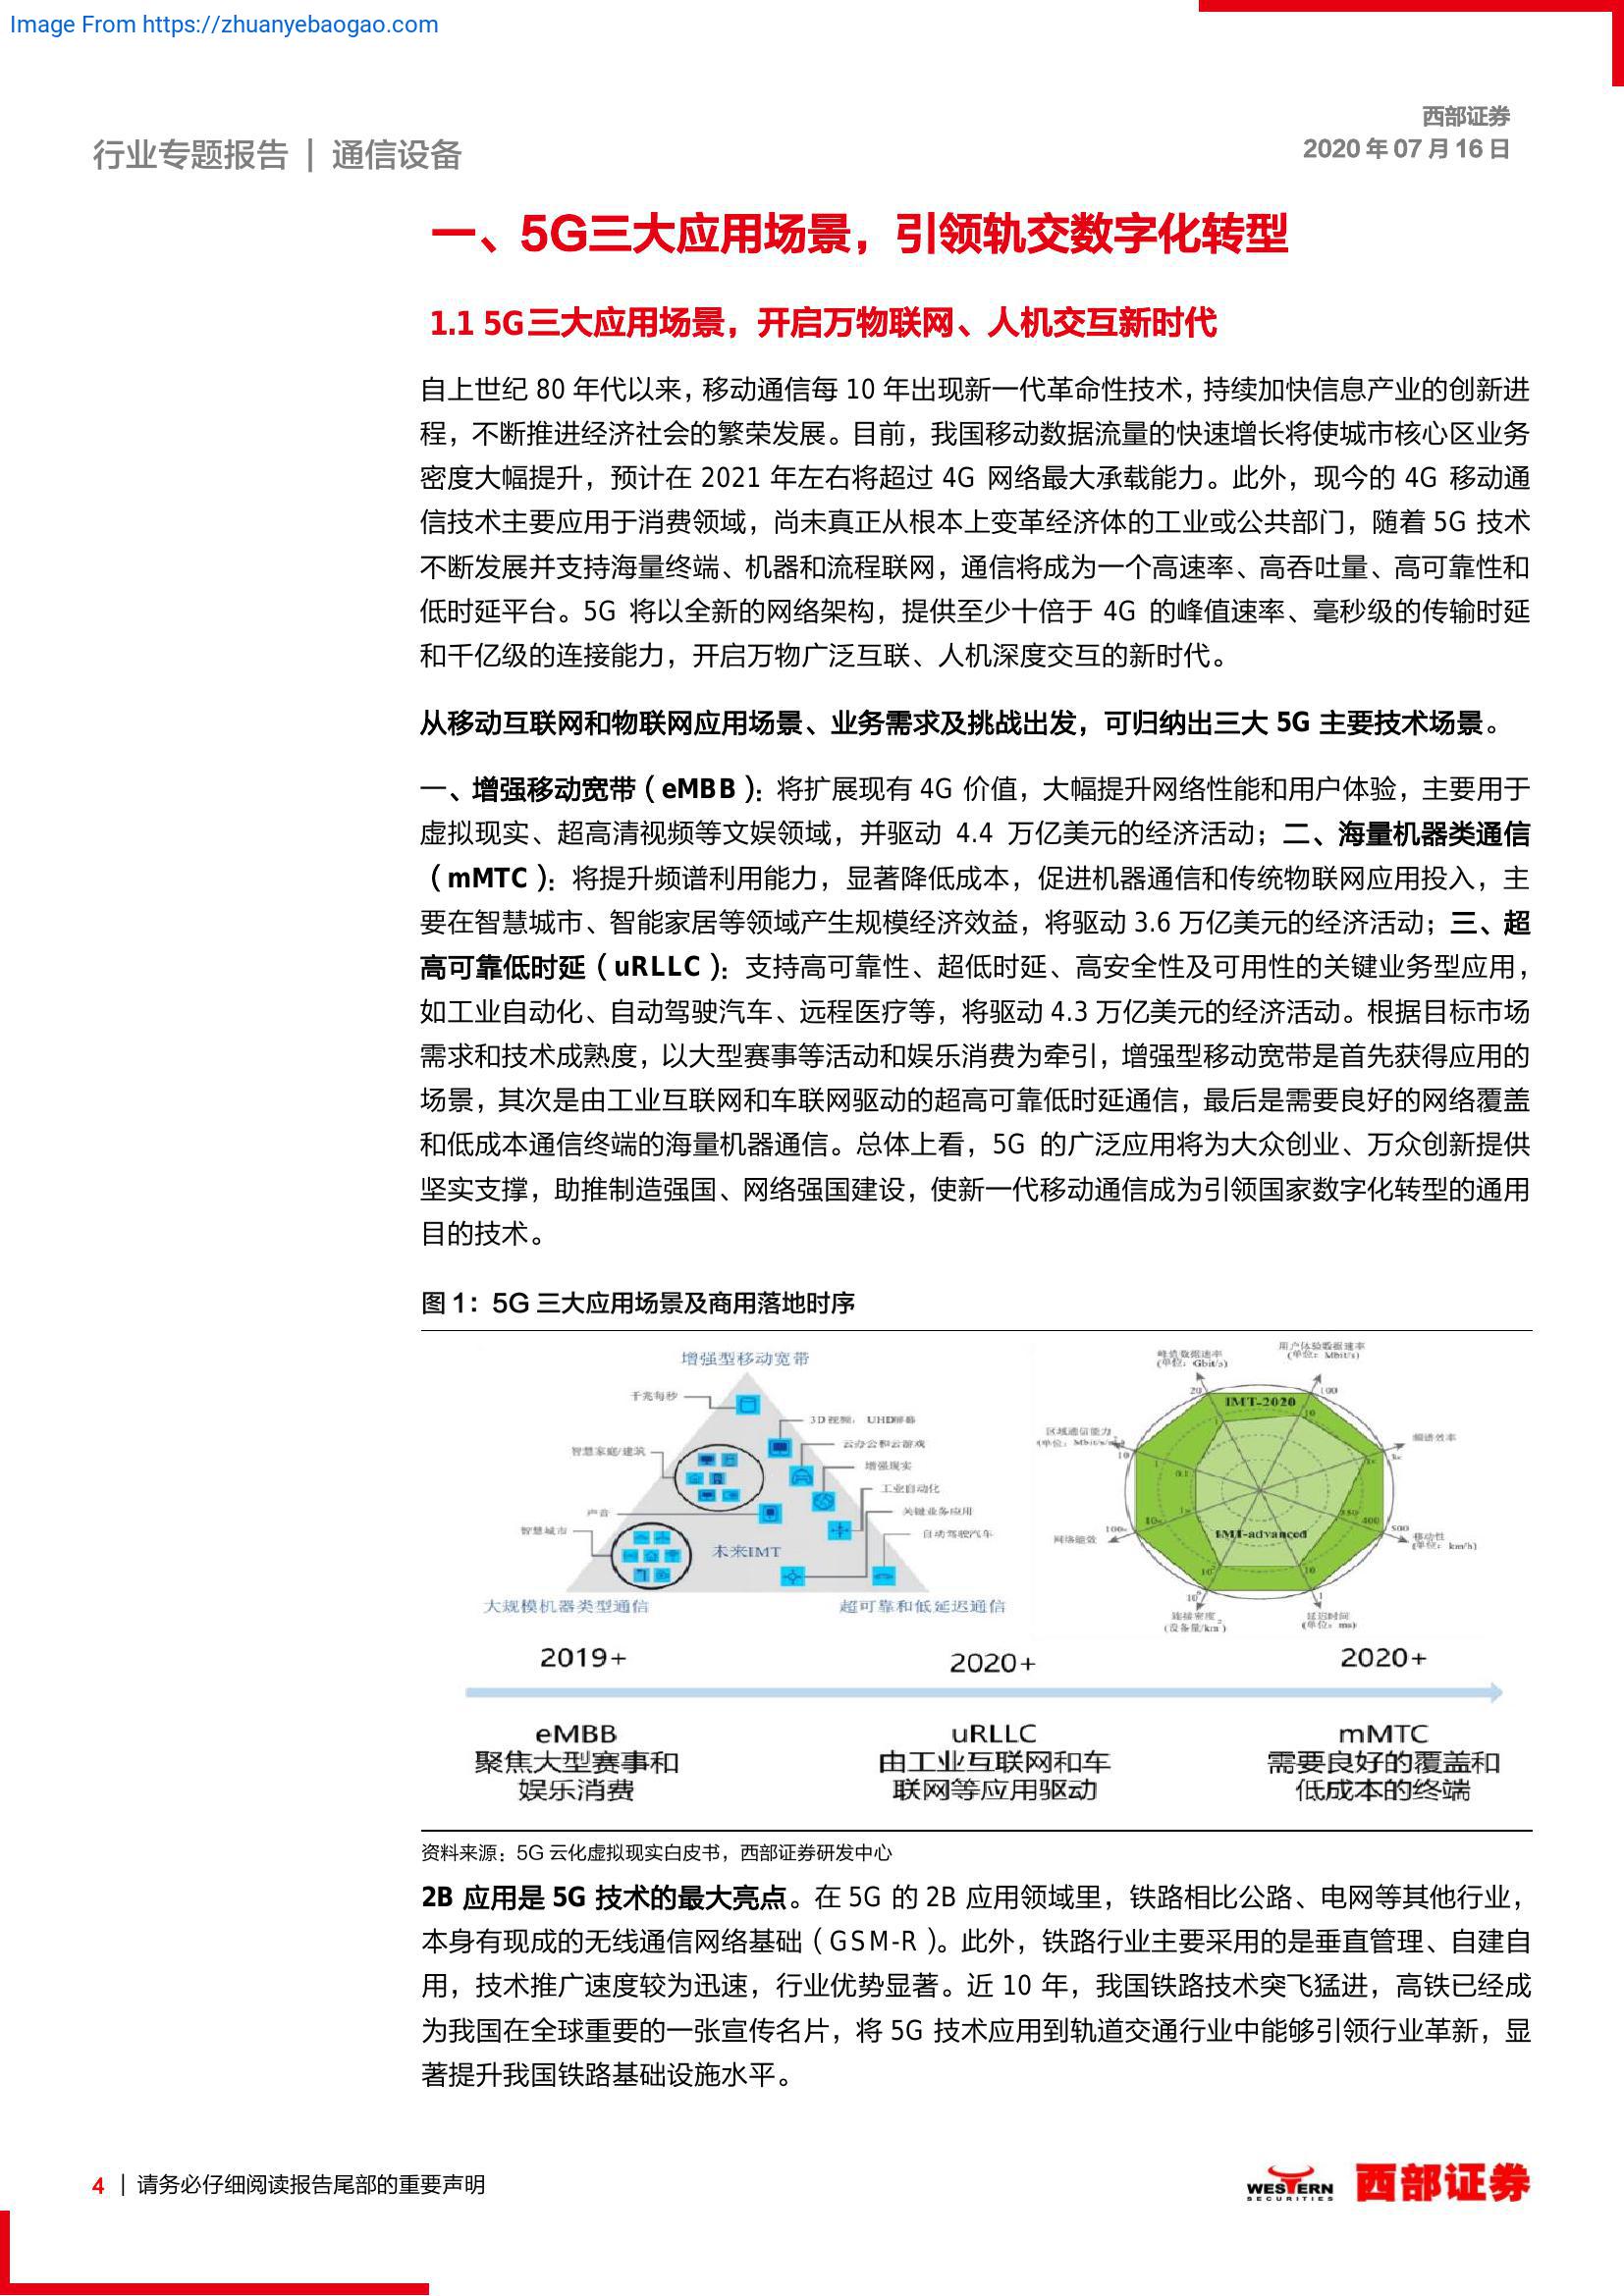 Image From https://zhuanyebaogao.com
西部证券
2020 年 07 月 16 日
行业专题报告 | 通信设备
一、5G三大应用场景，引领轨交数字化转型
1.1 5G三大应用场景，开启万物联网、人机交互新时代
自上世纪 80 年代以来，移动通信每 10 年出现新一代革命性技术，持续加快信息产业的创新进
程，不断推进经济社会的繁荣发展。目前，我国移动数据流量的快速增长将使城市核心区业务
密度大幅提升，预计在 2021 年左右将超过 4G 网络最大承载能力。此外，现今的 4G 移动通
信技术主要应用于消费领域，尚未真正从根本上变革经济体的工业或公共部门，随着 5G 技术
不断发展并支持海量终端、机器和流程联网，通信将成为一个高速率、高吞吐量、高可靠性和
低时延平台。5G 将以全新的网络架构，提供至少十倍于 4G 的峰值速率、毫秒级的传输时延
和千亿级的连接能力，开启万物广泛互联、人机深度交互的新时代。
从移动互联网和物联网应用场景、业务需求及挑战出发，可归纳出三大 5G 主要技术场景。
一、增强移动宽带（eMBB）：将扩展现有 4G 价值，大幅提升网络性能和用户体验，主要用于
虚拟现实、超高清视频等文娱领域，并驱动 4.4 万亿美元的经济活动；二、海量机器类通信
（mMTC）：将提升频谱利用能力，显著降低成本，促进机器通信和传统物联网应用投入，主
要在智慧城市、智能家居等领域产生规模经济效益，将驱动 3.6 万亿美元的经济活动；三、超
高可靠低时延（uRLLC）：支持高可靠性、超低时延、高安全性及可用性的关键业务型应用，
如工业自动化、自动驾驶汽车、远程医疗等，将驱动 4.3 万亿美元的经济活动。根据目标市场
需求和技术成熟度，以大型赛事等活动和娱乐消费为牵引，增强型移动宽带是首先获得应用的
场景，其次是由工业互联网和车联网驱动的超高可靠低时延通信，最后是需要良好的网络覆盖
和低成本通信终端的海量机器通信。总体上看，5G 的广泛应用将为大众创业、万众创新提供
坚实支撑，助推制造强国、网络强国建设，使新一代移动通信成为引领国家数字化转型的通用
目的技术。
图 1：5G 三大应用场景及商用落地时序
增强型移动宽带
千兆每秒
3D 视频， UHD屏幕
云办公和云游戏
智慧家庭/建筑
增强现实
工业自动化
声音
关键业务应用
智慧城市
自动驾驶汽车
未来IMT
大规模机器类型通信
超可靠和低延迟通信
峰值数据速率
(单位：Gbit/s)
用户体验数据速率
(单位：Mbit/s)
20
100
IMT-2020
1
10
区域通信能力
频谱效率
10
3×
1
1×
0.1
1×
10×
100×
350
400
500
网络能效
IMT-advanced
移动性
(单位：km/h)
10
1
连接密度
(设备量/km²)
延迟时间
(单位：ms)
2019+
2020+
2020+
eMBB
聚焦大型赛事和
娱乐消费
uRLLC
由工业互联网和车
联网等应用驱动
mMTC
需要良好的覆盖和
低成本的终端
资料来源：5G 云化虚拟现实白皮书，西部证券研发中心
2B 应用是 5G 技术的最大亮点。在 5G 的 2B 应用领域里，铁路相比公路、电网等其他行业，
本身有现成的无线通信网络基础（GSM-R）。此外，铁路行业主要采用的是垂直管理、自建自
用，技术推广速度较为迅速，行业优势显著。近 10 年，我国铁路技术突飞猛进，高铁已经成
为我国在全球重要的一张宣传名片，将 5G 技术应用到轨道交通行业中能够引领行业革新，显
著提升我国铁路基础设施水平。
4 | 请务必仔细阅读报告尾部的重要声明
WESTERN
SECURITIES
西部证券